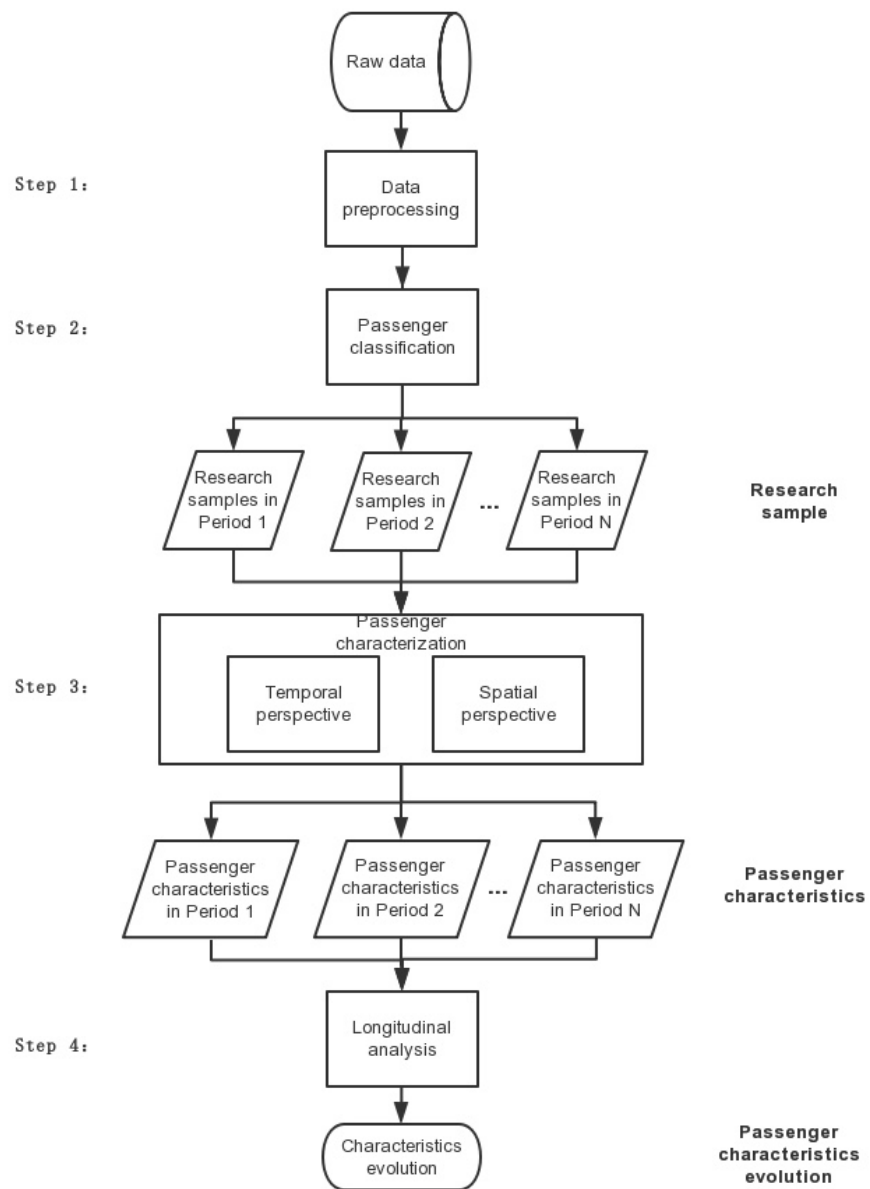 Raw data
Step 1:
Data
preprocessing
Step 2:
Passenger
classification
Research
samples in
Period 1
Research
samples in
Period 2
...
Research
samples in
Period N
Research
sample
Passenger
characterization
Step 3:
Temporal
perspective
Spatial
perspective
Passenger
characteristics
in Period 1
Passenger
characteristics
in Period 2
...
Passenger
characteristics
in Period N
Passenger
characteristics
Step 4:
Longitudinal
analysis
Characteristics
evolution
Passenger
characteristics
evolution